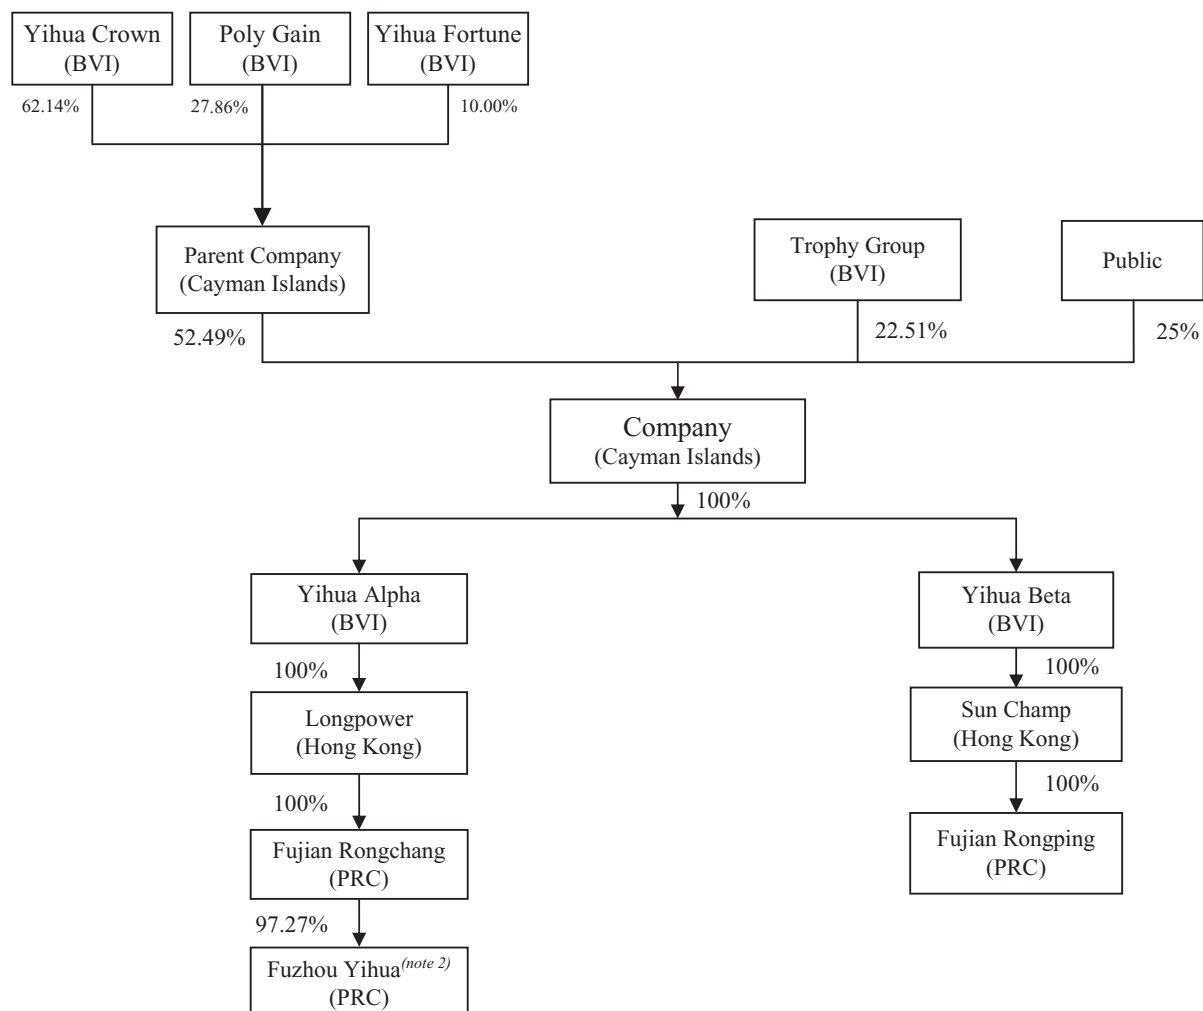 Yihua Crown
(BVI)
Poly Gain
(BVI)
Yihua Fortune
(BVI)
62.14%
27.86%
10.00%
Parent Company
(Cayman Islands)
Trophy Group
(BVI)
Public
52.49%
22.51%
25%
Company
(Cayman Islands)
100%
Yihua Alpha
(BVI)
Yihua Beta
(BVI)
100%
100%
Longpower
(Hong Kong)
Sun Champ
(Hong Kong)
100%
100%
Fujian Rongchang
(PRC)
Fujian Rongping
(PRC)
97.27%
Fuzhou Yihua(note 2)
(PRC)